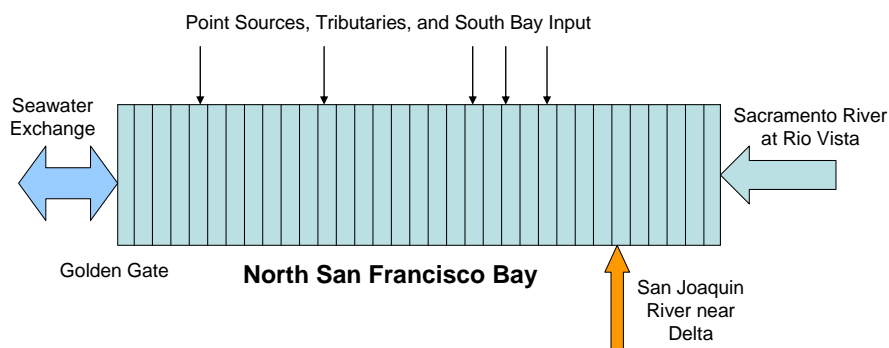 Point Sources, Tributaries, and South Bay Input
Seawater
Exchange
Sacramento River
at Rio Vista
Golden Gate
North San Francisco Bay
San Joaquin
River near
Delta